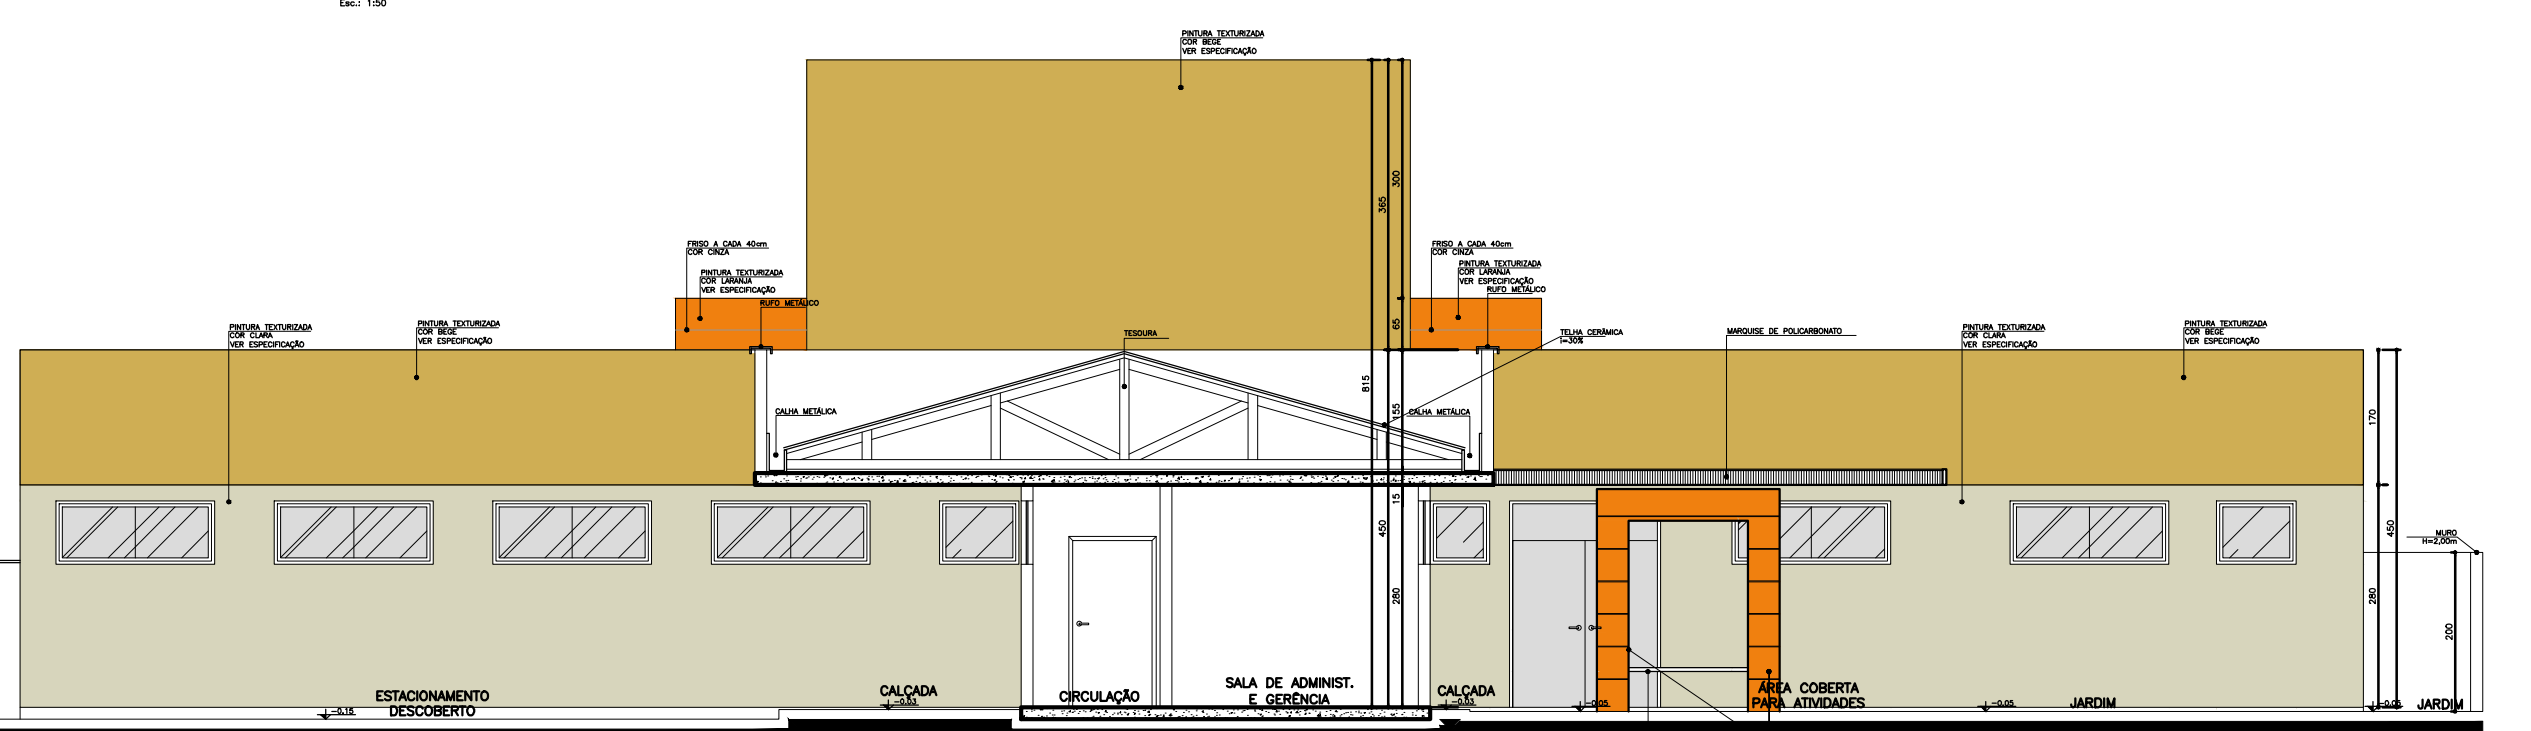 Esc.: 1:50
PINTURA TEXTURIZADA
COR BEGE
VER ESPECIFICAÇÃO
300
365
FRISO A CADA 40cm
COR CINZA
PINTURA TEXTURIZADA
COR LARANJA
VER ESPECIFICAÇÃO
RUFO METÁLICO
FRISO A CADA 40cm
COR CINZA
PINTURA TEXTURIZADA
COR LARANJA
VER ESPECIFICAÇÃO
RUFO METÁLICO
PINTURA TEXTURIZADA
COR CLARA
VER ESPECIFICAÇÃO
PINTURA TEXTURIZADA
COR BEGE
VER ESPECIFICAÇÃO
TESOURA
65
TELHA CERÂMICA
i=30%
MARQUISE DE POLICARBONATO
PINTURA TEXTURIZADA
COR CLARA
VER ESPECIFICAÇÃO
PINTURA TEXTURIZADA
COR BEGE
VER ESPECIFICAÇÃO
815
CALHA METÁLICA
155
CALHA METÁLICA
170
15
450
450
MURO
H=2,00m
280
280
200
ESTACIONAMENTO
DESCOBERTO
-0.15
CALÇADA
-0.03
CIRCULAÇÃO
SALA DE ADMINIST.
E GERÊNCIA
CALÇADA
-0.03
-0.05
ÁREA COBERTA
PARA ATIVIDADES
-0.05
JARDIM
-0.05
JARDIM